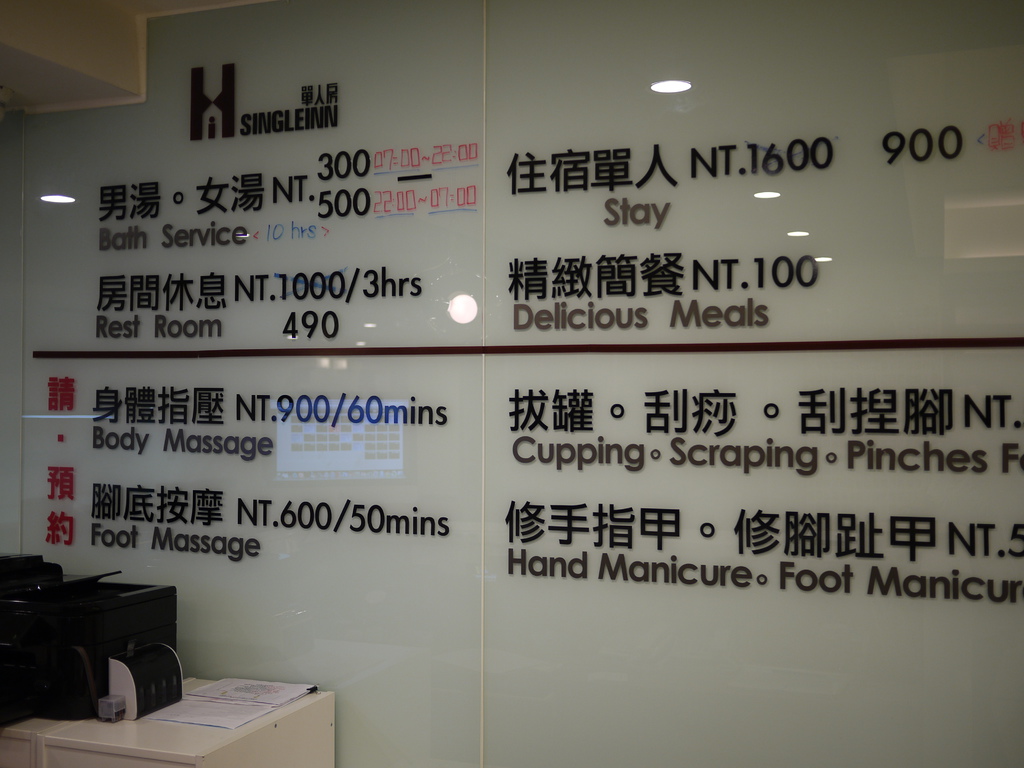 單人房
SINGLEINN
男湯。女湯 NT. 300 07:00~22:00
500 22:00~07:00
Bath Service <10 hrs>
房間休息 NT.1000/3hrs
Rest Room 490
住宿單人 NT.1600 900
Stay
精緻簡餐 NT.100
Delicious Meals
請・預約
身體指壓 NT.900/60mins
Body Massage
腳底按摩 NT.600/50mins
Foot Massage
拔罐。刮痧。刮捏腳 NT.
Cupping。Scraping。Pinches
修手指甲。修腳趾甲 NT.5
Hand Manicure。Foot Manicur